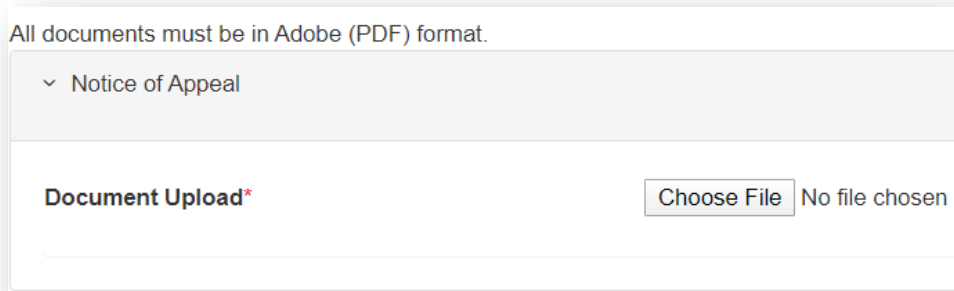 All documents must be in Adobe (PDF) format.
Notice of Appeal
Document Upload* Choose File No file chosen